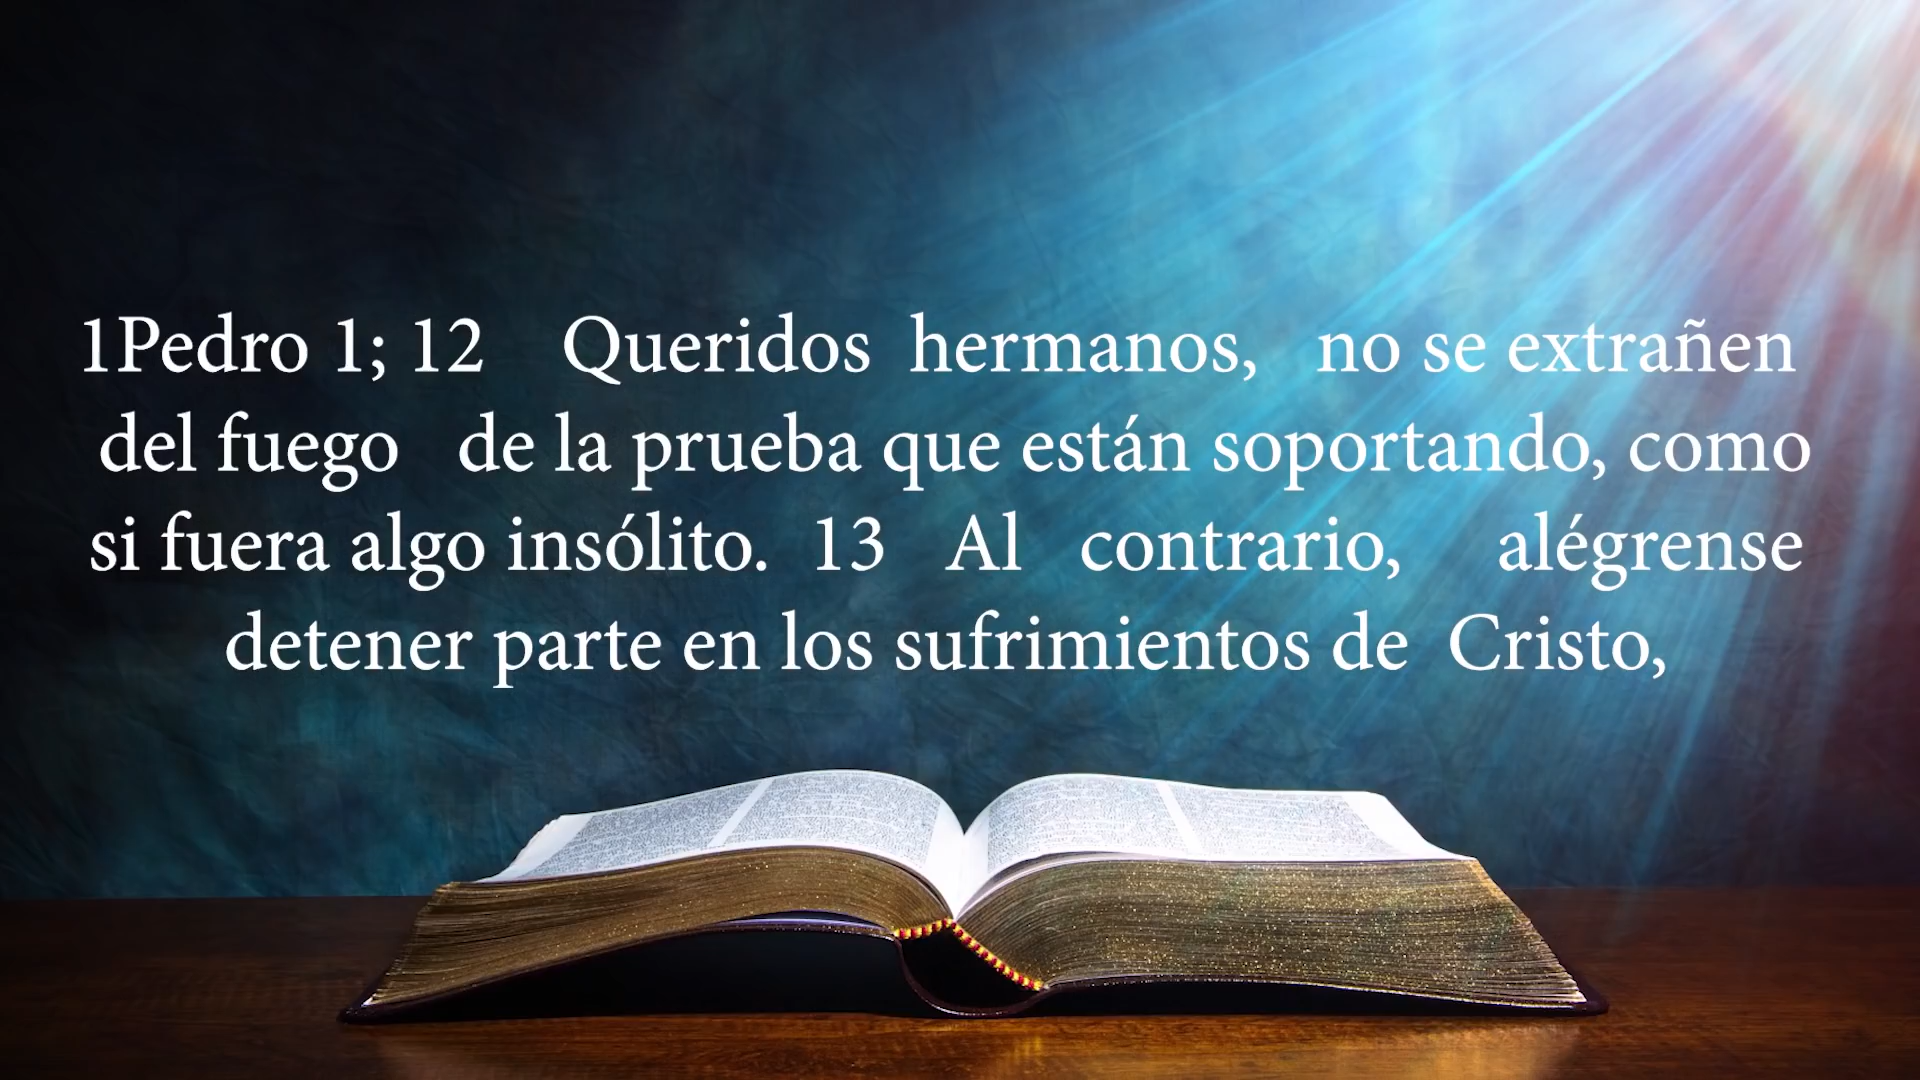 1Pedro 1; 12 Queridos hermanos, no se extrañen
del fuego de la prueba que están soportando, como
si fuera algo insólito. 13 Al contrario, alégrense
detener parte en los sufrimientos de Cristo,